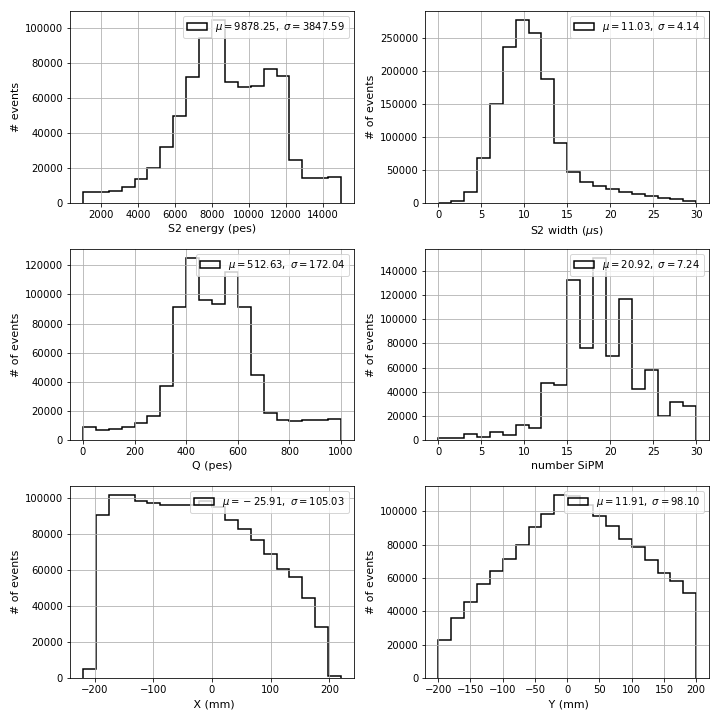 μ = 9878.25, σ = 3847.59
# events
100000
80000
60000
40000
20000
0
2000 4000 6000 8000 10000 12000 14000
S2 energy (pes)
μ = 11.03, σ = 4.14
# of events
250000
200000
150000
100000
50000
0
0 5 10 15 20 25 30
S2 width (μs)
μ = 512.63, σ = 172.04
# of events
120000
100000
80000
60000
40000
20000
0
0 200 400 600 800 1000
Q (pes)
μ = 20.92, σ = 7.24
# of events
140000
120000
100000
80000
60000
40000
20000
0
0 5 10 15 20 25 30
number SiPM
μ = −25.91, σ = 105.03
# of events
100000
80000
60000
40000
20000
0
−200 −100 0 100 200
X (mm)
μ = 11.91, σ = 98.10
# of events
100000
80000
60000
40000
20000
0
−200 −150 −100 −50 0 50 100 150 200
Y (mm)